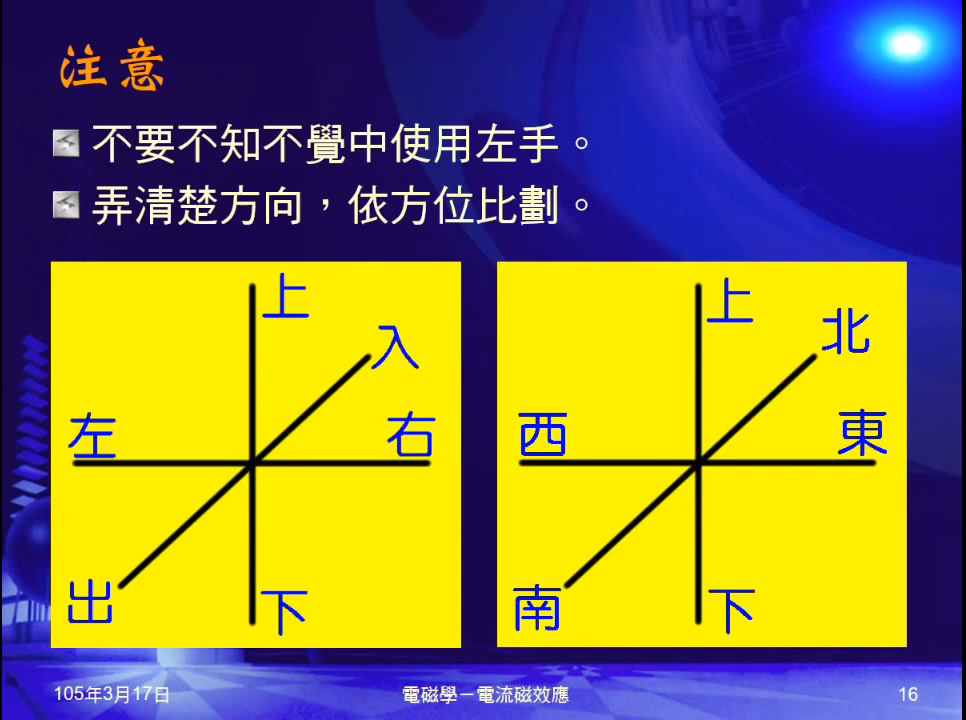 注意
不要不知不覺中使用左手。
弄清楚方向，依方位比劃。
上
入
左
右
出
下
上
北
西
東
南
下
105年3月17日
電磁學－電流磁效應
16